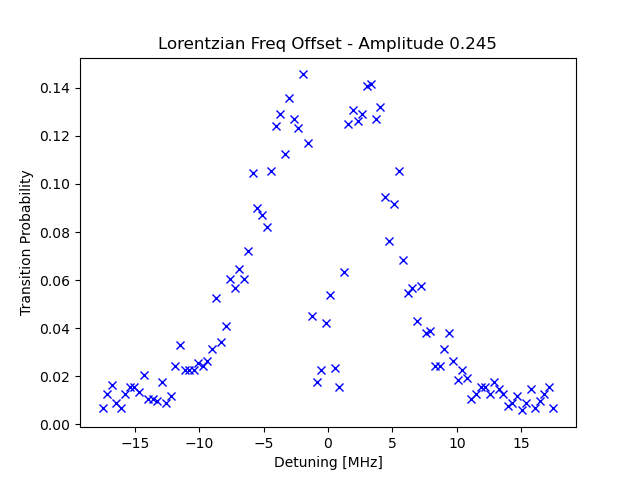 Lorentzian Freq Offset - Amplitude 0.245
Transition Probability
0.14
0.12
0.10
0.08
0.06
0.04
0.02
0.00
−15 −10 −5 0 5 10 15
Detuning [MHz]